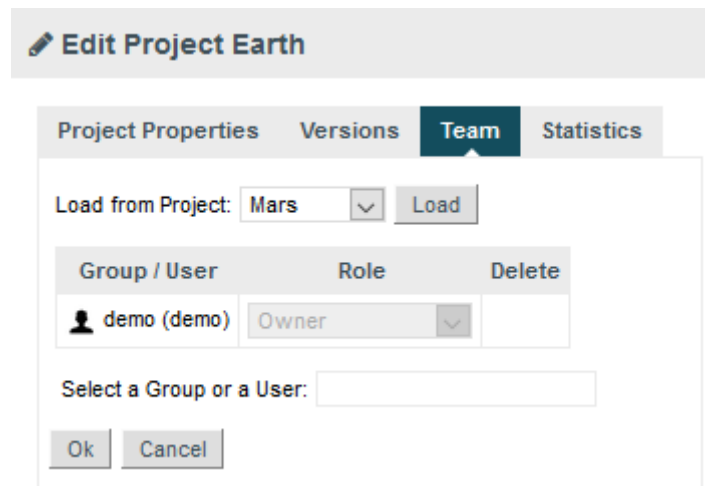 Edit Project Earth
Project Properties Versions Team Statistics
Load from Project: Mars Load
Group / User Role Delete
demo (demo) Owner
Select a Group or a User:
Ok Cancel